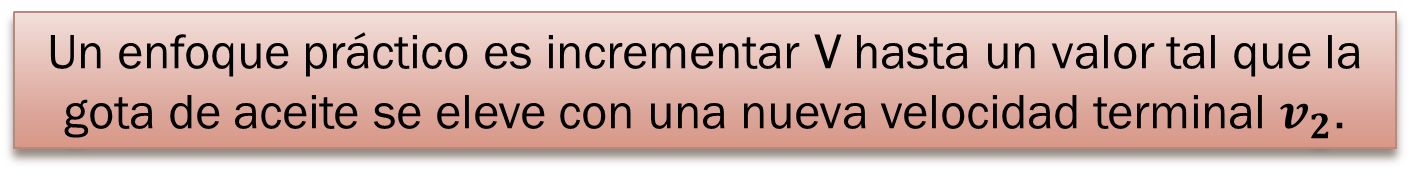 Un enfoque práctico es incrementar V hasta un valor tal que la
gota de aceite se eleve con una nueva velocidad terminal v₂.